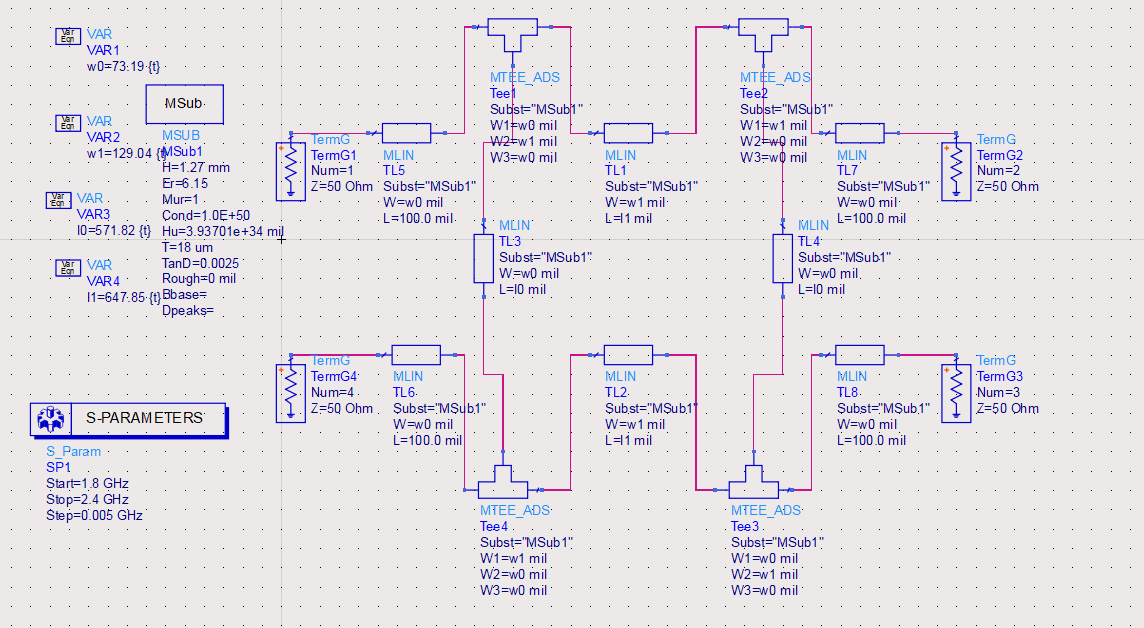 Var
Eqn
VAR
VAR1
w0=73.19 {t}
Var
Eqn
VAR
VAR2
w1=129.04 {t}
Var
Eqn
VAR
VAR3
l0=571.82 {t}
Var
Eqn
VAR
VAR4
l1=647.85 {t}
MSub
MSUB
MSub1
H=1.27 mm
Er=6.15
Mur=1
Cond=1.0E+50
Hu=3.93701e+34 mil
T=18 um
TanD=0.0025
Rough=0 mil
Bbase=
Dpeaks=
S-PARAMETERS
S_Param
SP1
Start=1.8 GHz
Stop=2.4 GHz
Step=0.005 GHz
TermG
TermG1
Num=1
Z=50 Ohm
MLIN
TL5
Subst="MSub1"
W=w0 mil
L=100.0 mil
MTEE_ADS
Tee1
Subst="MSub1"
W1=w0 mil
W2=w1 mil
W3=w0 mil
MLIN
TL1
Subst="MSub1"
W=w1 mil
L=l1 mil
MTEE_ADS
Tee2
Subst="MSub1"
W1=w1 mil
W2=w0 mil
W3=w0 mil
MLIN
TL7
Subst="MSub1"
W=w0 mil
L=100.0 mil
TermG
TermG2
Num=2
Z=50 Ohm
MLIN
TL3
Subst="MSub1"
W=w0 mil
L=l0 mil
MLIN
TL4
Subst="MSub1"
W=w0 mil
L=l0 mil
TermG
TermG4
Num=4
Z=50 Ohm
MLIN
TL6
Subst="MSub1"
W=w0 mil
L=100.0 mil
MLIN
TL2
Subst="MSub1"
W=w1 mil
L=l1 mil
MLIN
TL8
Subst="MSub1"
W=w0 mil
L=100.0 mil
TermG
TermG3
Num=3
Z=50 Ohm
MTEE_ADS
Tee4
Subst="MSub1"
W1=w1 mil
W2=w0 mil
W3=w0 mil
MTEE_ADS
Tee3
Subst="MSub1"
W1=w0 mil
W2=w1 mil
W3=w0 mil